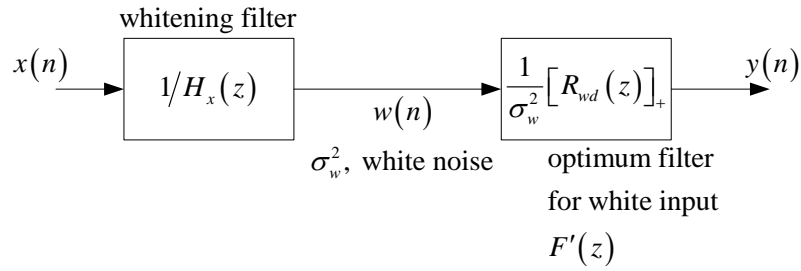 whitening filter
x(n)
1/H_x(z)
w(n)
σ_w^2, white noise
1/σ_w^2 [R_wd(z)]_+
y(n)
optimum filter
for white input
F′(z)